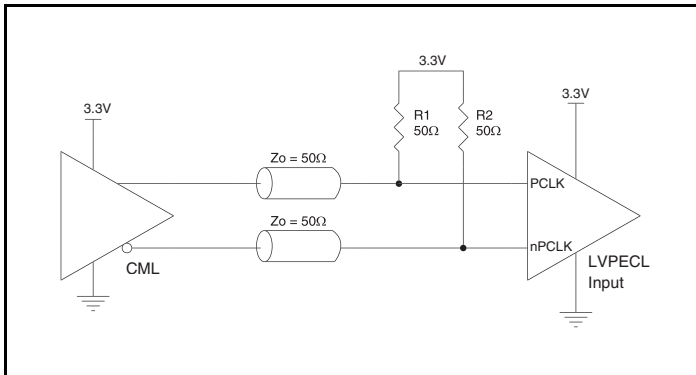 3.3V
3.3V
3.3V
R1
50Ω
R2
50Ω
Zo = 50Ω
PCLK
Zo = 50Ω
nPCLK
CML
LVPECL
Input